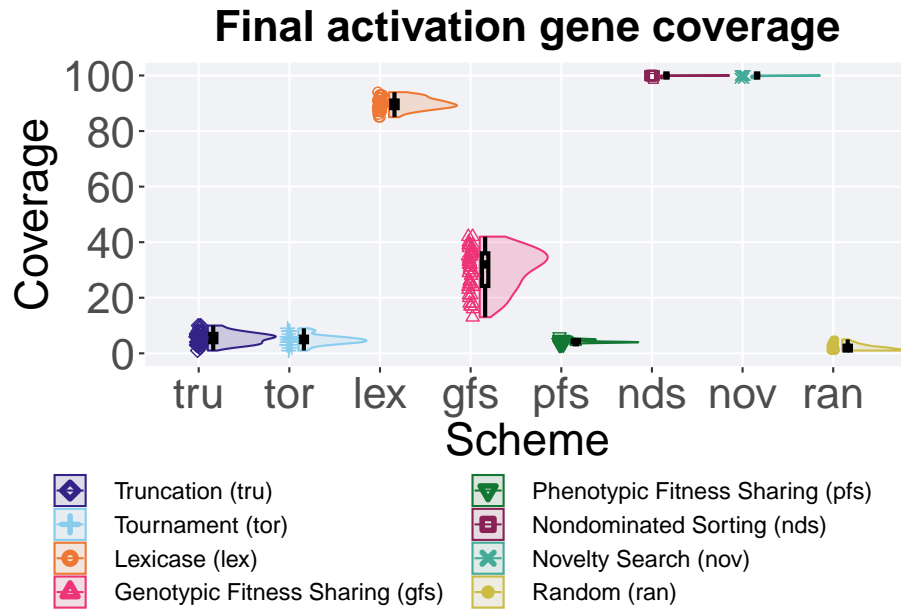 Final activation gene coverage
100
80
60
40
20
0
Coverage
tru tor lex gfs pfs nds nov ran
Scheme
Truncation (tru)
Tournament (tor)
Lexicase (lex)
Genotypic Fitness Sharing (gfs)
Phenotypic Fitness Sharing (pfs)
Nondominated Sorting (nds)
Novelty Search (nov)
Random (ran)